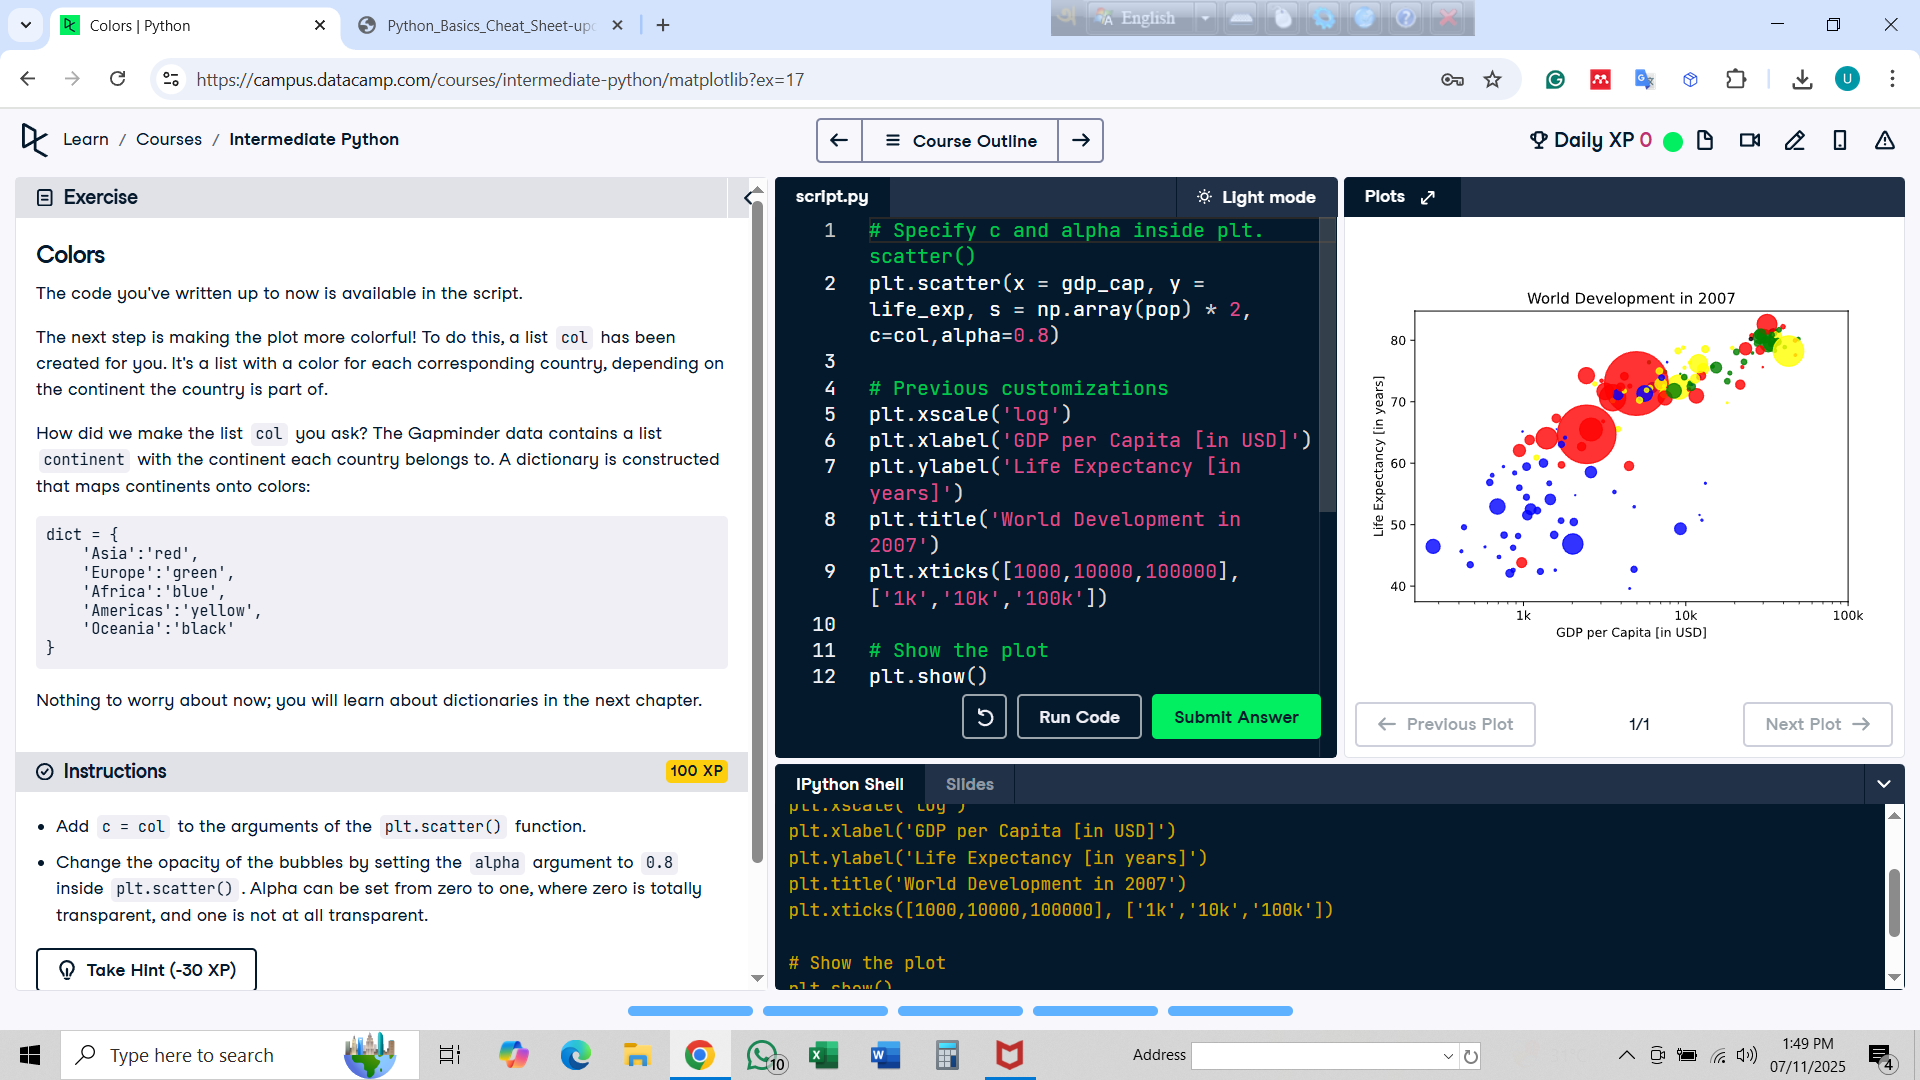 Colors | Python
Python_Basics_Cheat_Sheet-upc
English
https://campus.datacamp.com/courses/intermediate-python/matplotlib?ex=17
U
Learn / Courses / Intermediate Python
Course Outline
Daily XP 0
Exercise
Colors
The code you've written up to now is available in the script.
The next step is making the plot more colorful! To do this, a list col has been
created for you. It's a list with a color for each corresponding country, depending on
the continent the country is part of.
How did we make the list col you ask? The Gapminder data contains a list
continent with the continent each country belongs to. A dictionary is constructed
that maps continents onto colors:
dict = {
'Asia':'red',
'Europe':'green',
'Africa':'blue',
'Americas':'yellow',
'Oceania':'black'
}
Nothing to worry about now; you will learn about dictionaries in the next chapter.
Instructions
100 XP
Add c = col to the arguments of the plt.scatter() function.
Change the opacity of the bubbles by setting the alpha argument to 0.8
inside plt.scatter() . Alpha can be set from zero to one, where zero is totally
transparent, and one is not at all transparent.
Take Hint (-30 XP)
script.py
Light mode
1 # Specify c and alpha inside plt.
scatter()
2 plt.scatter(x = gdp_cap, y =
life_exp, s = np.array(pop) * 2,
c=col,alpha=0.8)
3
4 # Previous customizations
5 plt.xscale('log')
6 plt.xlabel('GDP per Capita [in USD]')
7 plt.ylabel('Life Expectancy [in
years]')
8 plt.title('World Development in
2007')
9 plt.xticks([1000,10000,100000],
['1k','10k','100k'])
10
11 # Show the plot
12 plt.show()
Run Code
Submit Answer
Plots
World Development in 2007
Life Expectancy [in years]
80
70
60
50
40
1k
10k
100k
GDP per Capita [in USD]
Previous Plot
1/1
Next Plot
IPython Shell
Slides
plt.xscale('log')
plt.xlabel('GDP per Capita [in USD]')
plt.ylabel('Life Expectancy [in years]')
plt.title('World Development in 2007')
plt.xticks([1000,10000,100000], ['1k','10k','100k'])
# Show the plot
plt.show()
Type here to search
10
Address
1:49 PM
07/11/2025
4